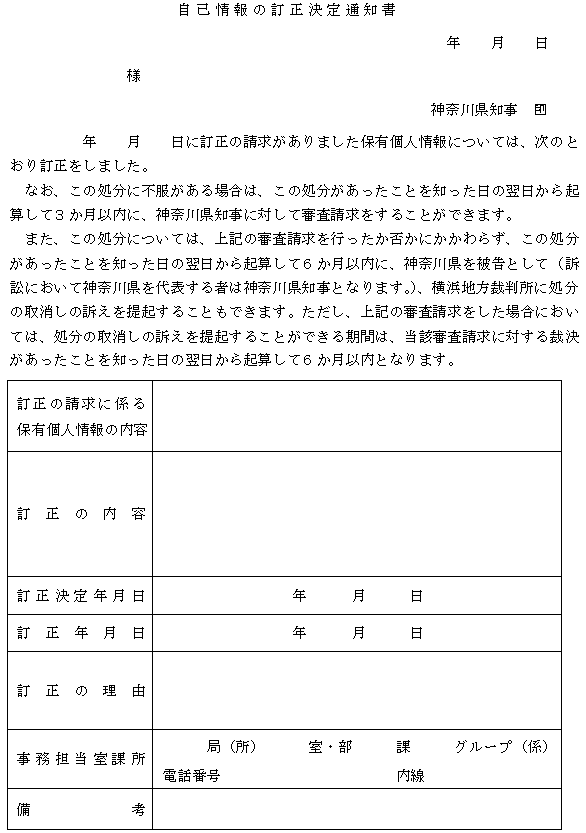 自己情報の訂正決定通知書
年　月　日
様
神奈川県知事　印
年　月　日に訂正の請求がありました保有個人情報については、次のと
おり訂正をしました。
なお、この処分に不服がある場合は、この処分があったことを知った日の翌日から起
算して3か月以内に、神奈川県知事に対して審査請求をすることができます。
また、この処分については、上記の審査請求を行ったか否かにかかわらず、この処分
があったことを知った日の翌日から起算して6か月以内に、神奈川県を被告として（訴
訟において神奈川県を代表する者は神奈川県知事となります。）、横浜地方裁判所に処分
の取消しの訴えを提起することもできます。ただし、上記の審査請求をした場合におい
ては、処分の取消しの訴えを提起することができる期間は、当該審査請求に対する裁決
があったことを知った日の翌日から起算して6か月以内となります。
訂正の請求に係る
保有個人情報の内容
訂正の内容
訂正決定年月日　年　月　日
訂正年月日　年　月　日
訂正の理由
事務担当室課所　局（所）　室・部　課　グループ（係）
電話番号　内線
備考